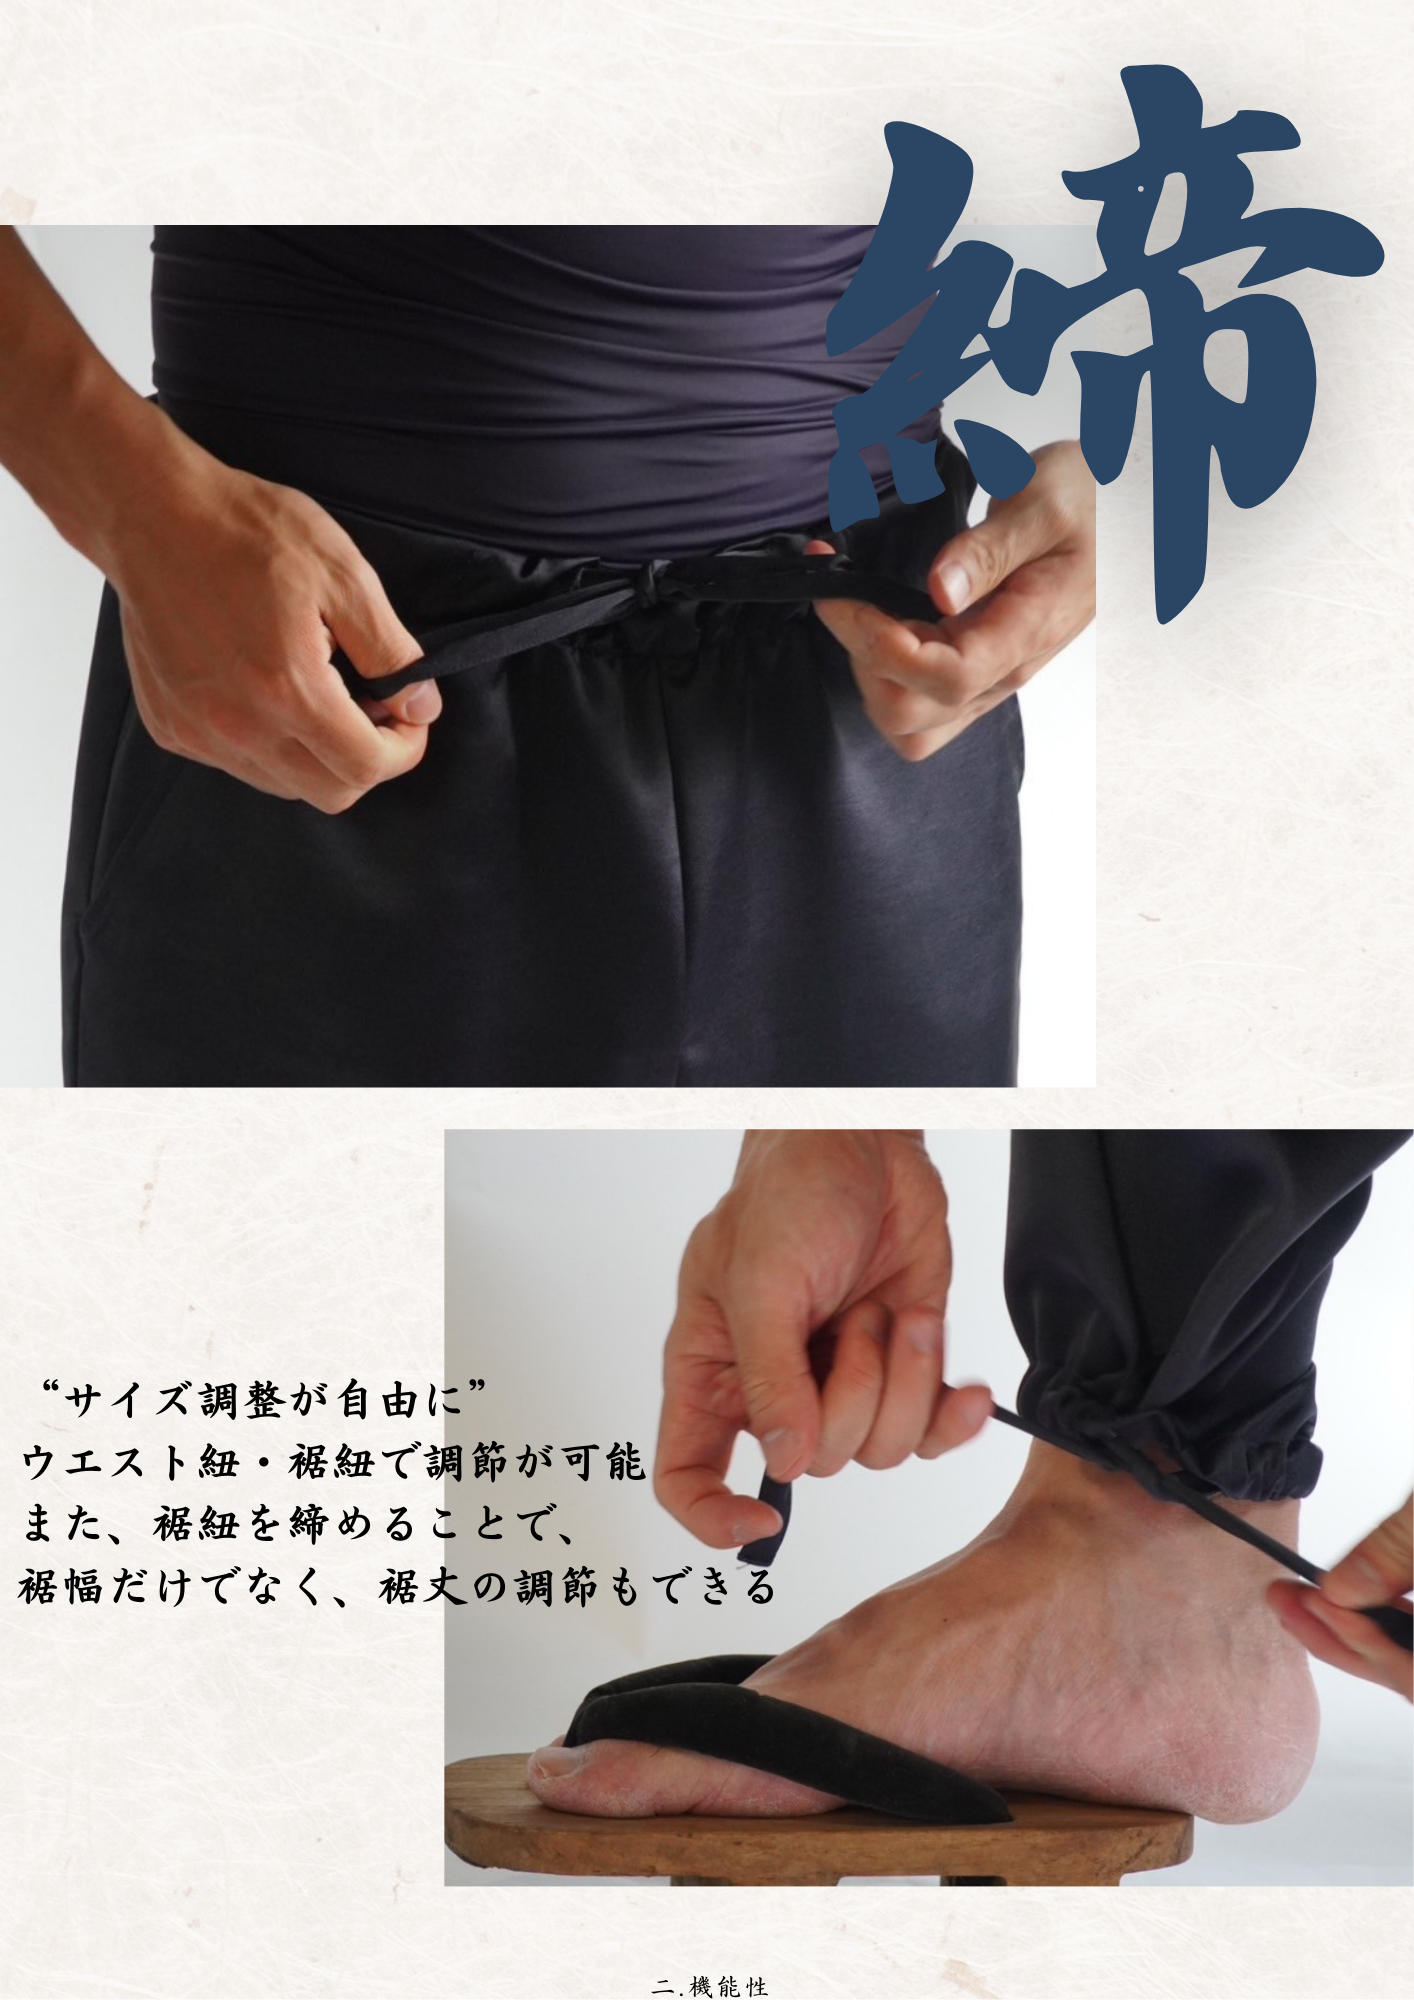 締
“サイズ調整が自由に”
ウエスト紐・裾紐で調節が可能
また、裾紐を締めることで、
裾幅だけでなく、裾丈の調節もできる
二.機能性